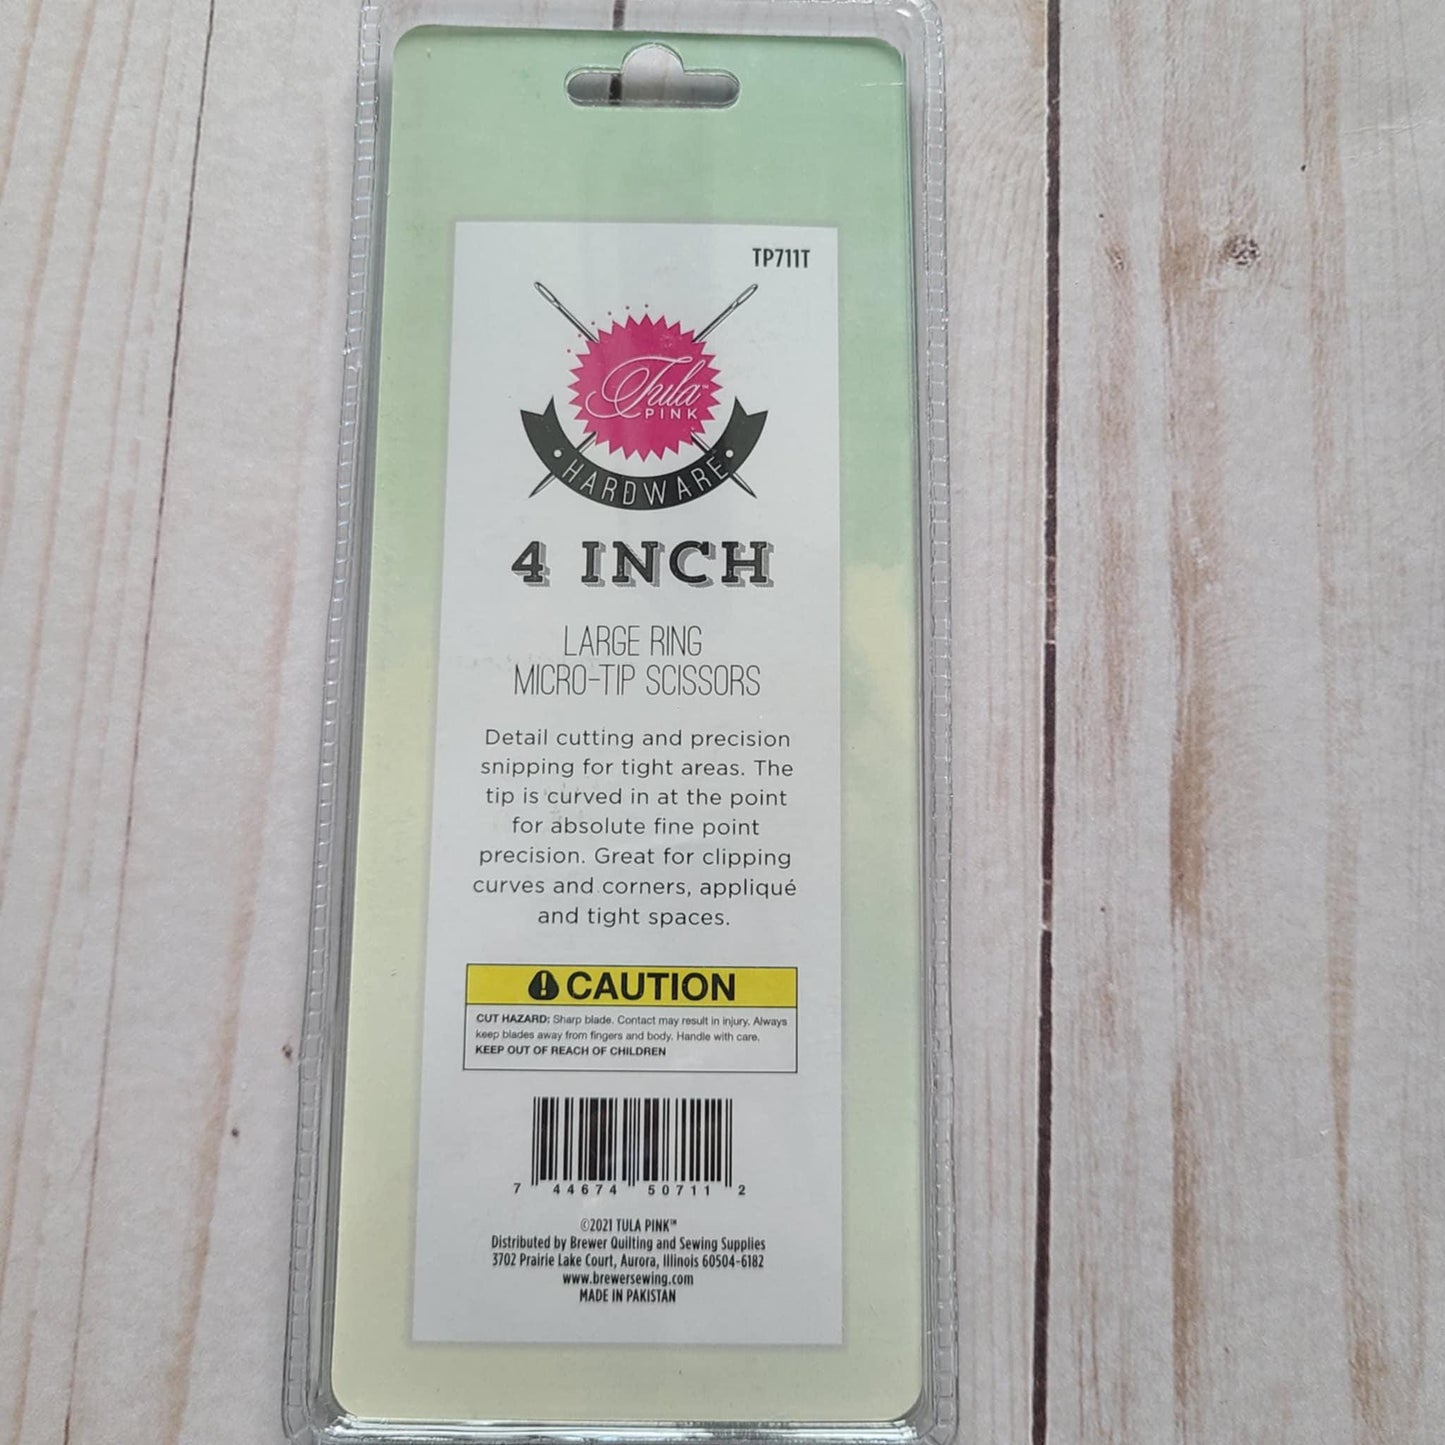 TP711T
Tula™
PINK
• HARDWARE •
4 INCH
LARGE RING
MICRO-TIP SCISSORS
Detail cutting and precision
snipping for tight areas. The
tip is curved in at the point
for absolute fine point
precision. Great for clipping
curves and corners, appliqué
and tight spaces.
CAUTION
CUT HAZARD: Sharp blade. Contact may result in injury. Always
keep blades away from fingers and body. Handle with care.
KEEP OUT OF REACH OF CHILDREN
7 44674 50711 2
©2021 TULA PINK™
Distributed by Brewer Quilting and Sewing Supplies
3702 Prairie Lake Court, Aurora, Illinois 60504-6182
www.brewersewing.com
MADE IN PAKISTAN